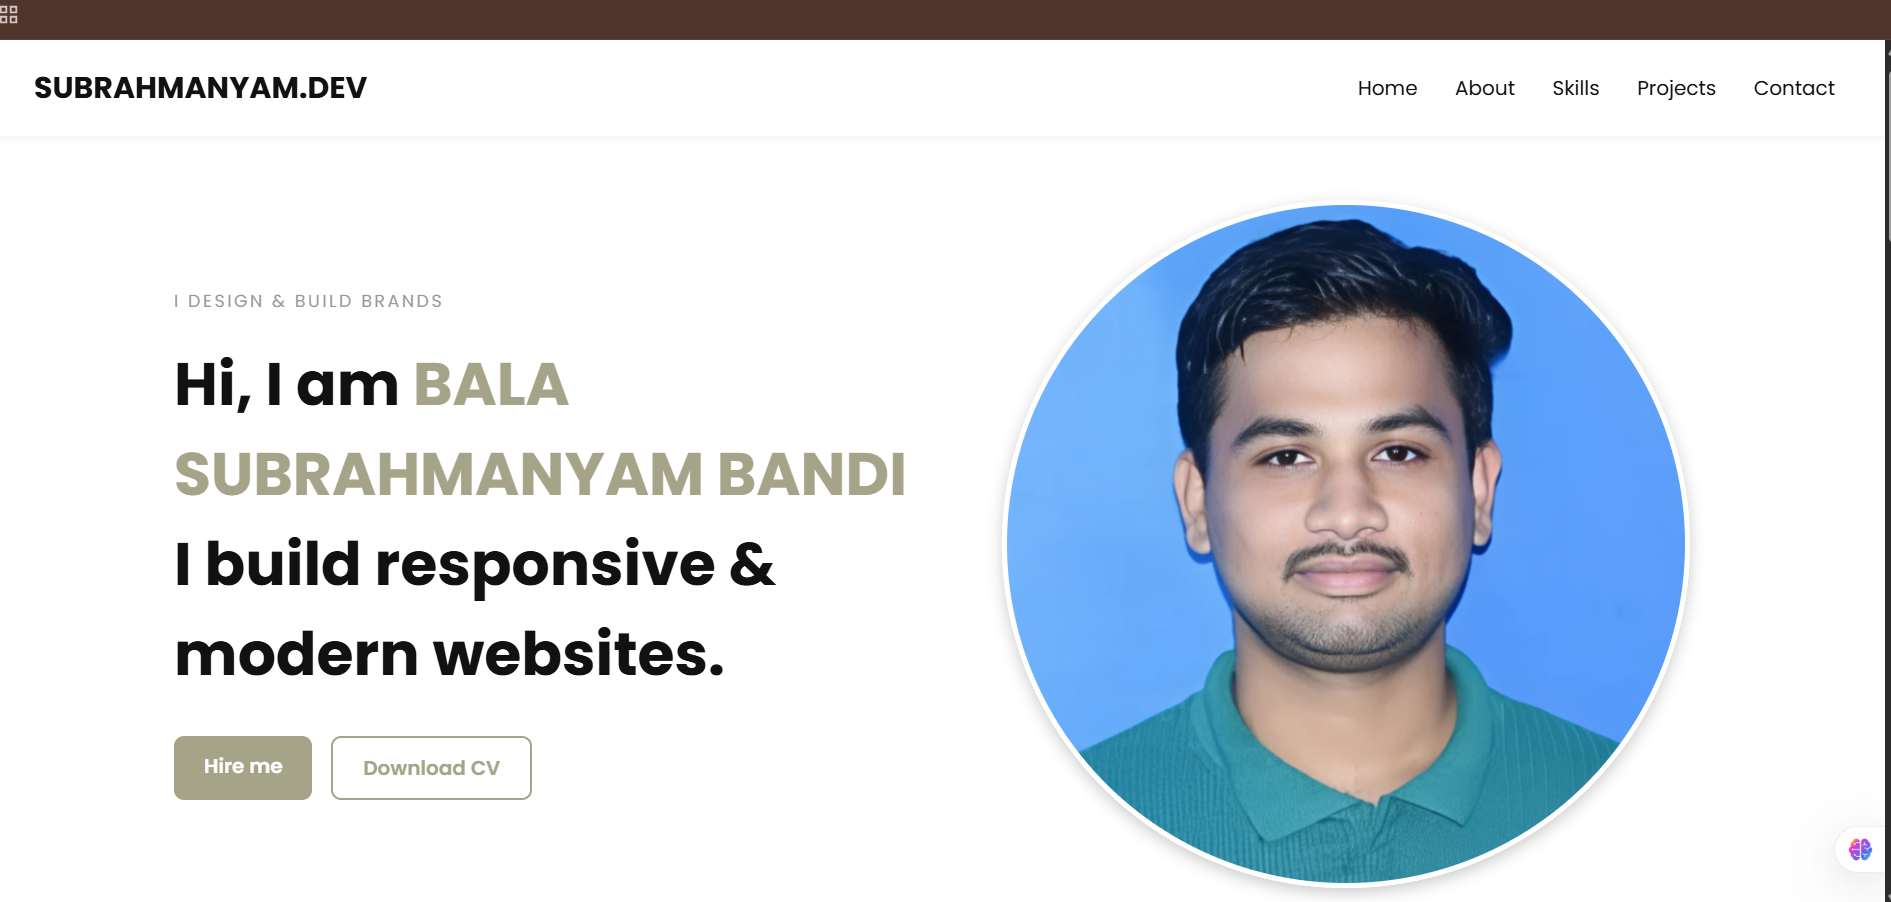 SUBRAHMANYAM.DEV
Home About Skills Projects Contact
I DESIGN & BUILD BRANDS
Hi, I am BALA
SUBRAHMANYAM BANDI
I build responsive &
modern websites.
Hire me
Download CV